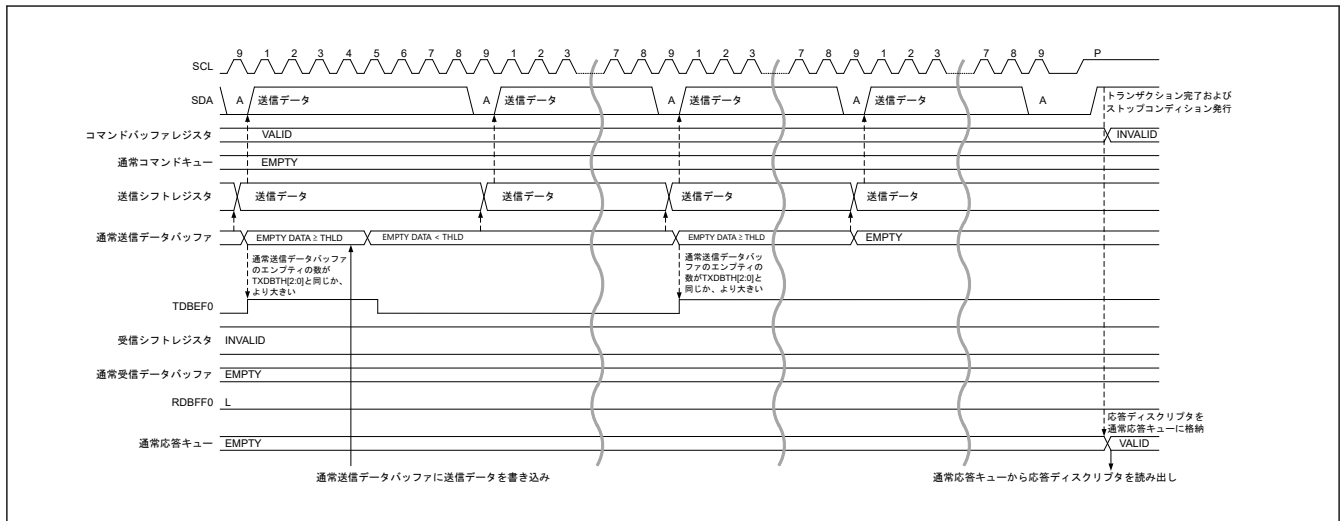 SCL 9 1 2 3 4 5 6 7 8 9 1 2 3 7 8 9 1 2 3 7 8 9 1 2 3 7 8 9 P
SDA A 送信データ A 送信データ A 送信データ A 送信データ A
トランザクション完了および
ストップコンディション発行
コマンドバッファレジスタ VALID INVALID
通常コマンドキュー EMPTY
送信シフトレジスタ 送信データ 送信データ 送信データ 送信データ
通常送信データバッファ EMPTY DATA ≥ THLD EMPTY DATA < THLD EMPTY DATA ≥ THLD EMPTY
通常送信データバッファ
のエンプティの数が
TXDBTH[2:0]と同じか、
より大きい
通常送信データバッ
ファのエンプティの
数がTXDBTH[2:0]と
同じか、より大きい
TDBEF0
受信シフトレジスタ INVALID
通常受信データバッファ EMPTY
RDBFF0 L
応答ディスクリプタを
通常応答キューに格納
通常応答キュー EMPTY VALID
通常送信データバッファに送信データを書き込み
通常応答キューから応答ディスクリプタを読み出し